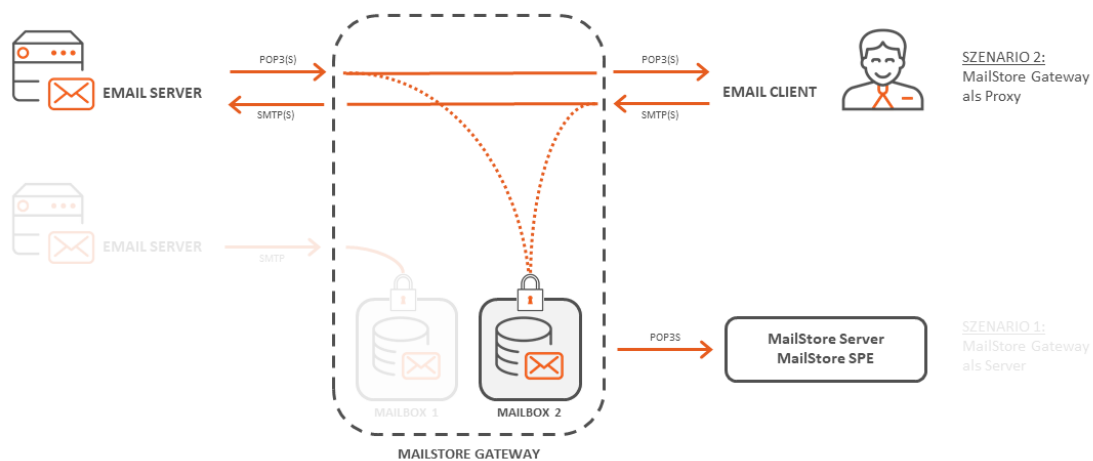 POP3(S)
POP3(S)
SZENARIO 2:
MailStore Gateway
als Proxy
EMAIL SERVER
EMAIL CLIENT
SMTP(S)
SMTP(S)
EMAIL SERVER
SMTP
POP3S
MailStore Server
MailStore SPE
SZENARIO 1:
MailStore Gateway
als Server
MAILBOX 1
MAILBOX 2
MAILSTORE GATEWAY